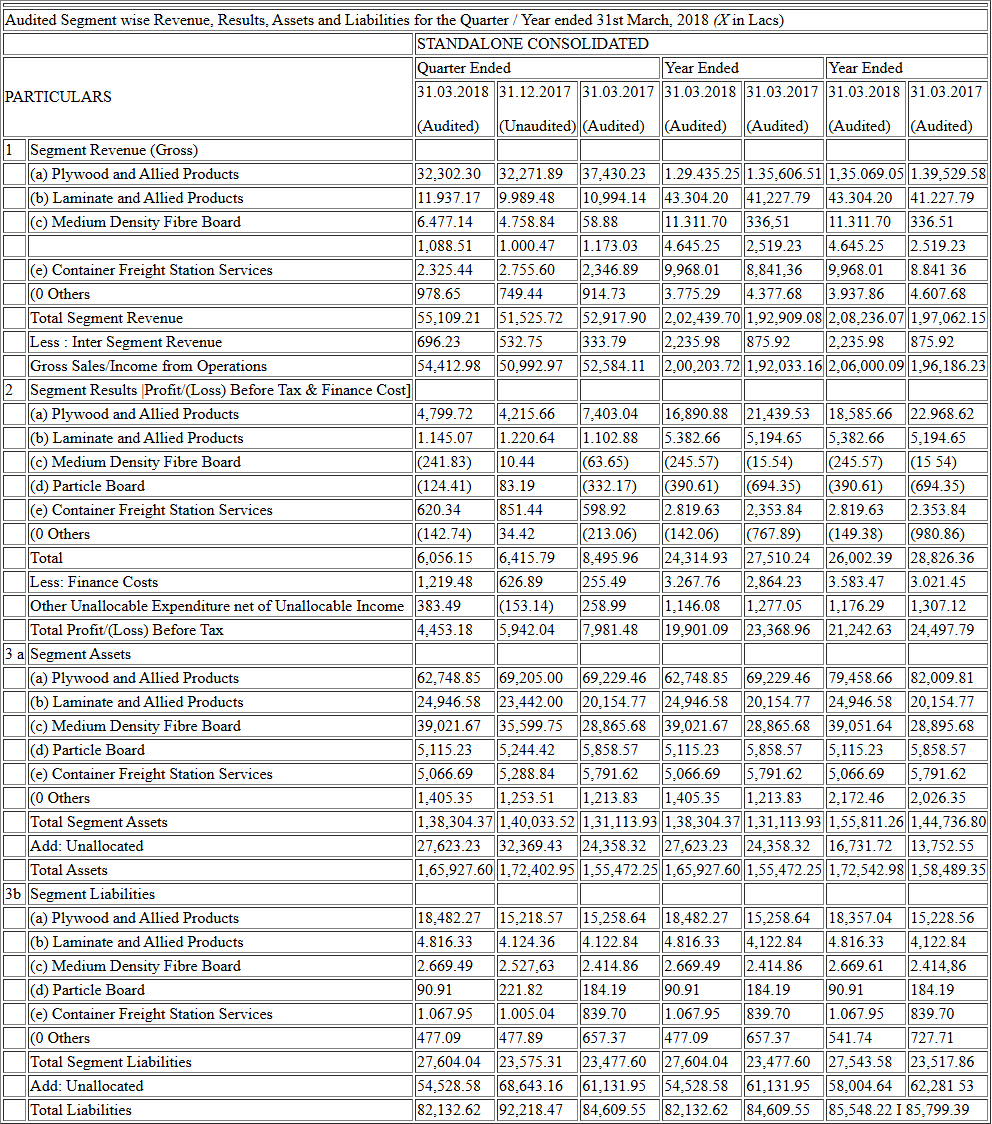 Audited Segment wise Revenue, Results, Assets and Liabilities for the Quarter / Year ended 31st March, 2018 (X in Lacs)
STANDALONE CONSOLIDATED
PARTICULARS Quarter Ended Year Ended Year Ended
31.03.2018 31.12.2017 31.03.2017 31.03.2018 31.03.2017 31.03.2018 31.03.2017
(Audited) (Unaudited) (Audited) (Audited) (Audited) (Audited) (Audited)
1 Segment Revenue (Gross)
(a) Plywood and Allied Products 32,302.30 32,271.89 37,430.23 1.29.435.25 1.35,606.51 1,35.069.05 1.39,529.58
(b) Laminate and Allied Products 11.937.17 9.989.48 10,994.14 43.304.20 41,227.79 43.304.20 41.227.79
(c) Medium Density Fibre Board 6.477.14 4.758.84 58.88 11.311.70 336,51 11.311.70 336.51
1,088.51 1.000.47 1.173.03 4.645.25 2,519.23 4.645.25 2.519.23
(e) Container Freight Station Services 2.325.44 2.755.60 2,346.89 9,968.01 8,841,36 9,968.01 8.841 36
(0 Others 978.65 749.44 914.73 3.775.29 4.377.68 3.937.86 4.607.68
Total Segment Revenue 55,109.21 51,525.72 52,917.90 2,02,439.70 1,92,909.08 2,08,236.07 1,97,062.15
Less : Inter Segment Revenue 696.23 532.75 333.79 2,235.98 875.92 2,235.98 875.92
Gross Sales/Income from Operations 54,412.98 50,992.97 52,584.11 2,00,203.72 1,92,033.16 2,06,000.09 1,96,186.23
2 Segment Results |Profit/(Loss) Before Tax & Finance Cost]
(a) Plywood and Allied Products 4,799.72 4,215.66 7,403.04 16,890.88 21,439.53 18,585.66 22.968.62
(b) Laminate and Allied Products 1.145.07 1.220.64 1.102.88 5.382.66 5,194.65 5,382.66 5,194.65
(c) Medium Density Fibre Board (241.83) 10.44 (63.65) (245.57) (15.54) (245.57) (15 54)
(d) Particle Board (124.41) 83.19 (332.17) (390.61) (694.35) (390.61) (694.35)
(e) Container Freight Station Services 620.34 851.44 598.92 2.819.63 2,353.84 2.819.63 2.353.84
(0 Others (142.74) 34.42 (213.06) (142.06) (767.89) (149.38) (980.86)
Total 6,056.15 6,415.79 8,495.96 24,314.93 27,510.24 26,002.39 28,826.36
Less: Finance Costs 1,219.48 626.89 255.49 3.267.76 2,864.23 3.583.47 3.021.45
Other Unallocable Expenditure net of Unallocable Income 383.49 (153.14) 258.99 1,146.08 1,277.05 1,176.29 1,307.12
Total Profit/(Loss) Before Tax 4,453.18 5,942.04 7,981.48 19,901.09 23,368.96 21,242.63 24,497.79
3 a Segment Assets
(a) Plywood and Allied Products 62,748.85 69,205.00 69,229.46 62,748.85 69,229.46 79,458.66 82,009.81
(b) Laminate and Allied Products 24,946.58 23,442.00 20,154.77 24,946.58 20,154.77 24,946.58 20,154.77
(c) Medium Density Fibre Board 39,021.67 35,599.75 28,865.68 39,021.67 28,865.68 39,051.64 28,895.68
(d) Particle Board 5,115.23 5,244.42 5,858.57 5,115.23 5,858.57 5,115.23 5,858.57
(e) Container Freight Station Services 5,066.69 5,288.84 5,791.62 5,066.69 5,791.62 5,066.69 5,791.62
(0 Others 1,405.35 1,253.51 1,213.83 1,405.35 1,213.83 2,172.46 2,026.35
Total Segment Assets 1,38,304.37 1,40,033.52 1,31,113.93 1,38,304.37 1,31,113.93 1,55,811.26 1,44,736.80
Add: Unallocated 27,623.23 32,369.43 24,358.32 27,623.23 24,358.32 16,731.72 13,752.55
Total Assets 1,65,927.60 1,72,402.95 1,55,472.25 1,65,927.60 1,55,472.25 1,72,542.98 1,58,489.35
3b Segment Liabilities
(a) Plywood and Allied Products 18,482.27 15,218.57 15,258.64 18,482.27 15,258.64 18,357.04 15,228.56
(b) Laminate and Allied Products 4.816.33 4.124.36 4.122.84 4.816.33 4,122.84 4.816.33 4,122.84
(c) Medium Density Fibre Board 2.669.49 2.527,63 2.414.86 2.669.49 2.414.86 2.669.61 2.414,86
(d) Particle Board 90.91 221.82 184.19 90.91 184.19 90.91 184.19
(e) Container Freight Station Services 1.067.95 1.005.04 839.70 1.067.95 839.70 1.067.95 839.70
(0 Others 477.09 477.89 657.37 477.09 657.37 541.74 727.71
Total Segment Liabilities 27,604.04 23,575.31 23,477.60 27,604.04 23,477.60 27,543.58 23,517.86
Add: Unallocated 54,528.58 68,643.16 61,131.95 54,528.58 61,131.95 58,004.64 62,281 53
Total Liabilities 82,132.62 92,218.47 84,609.55 82,132.62 84,609.55 85,548.22 I 85,799.39